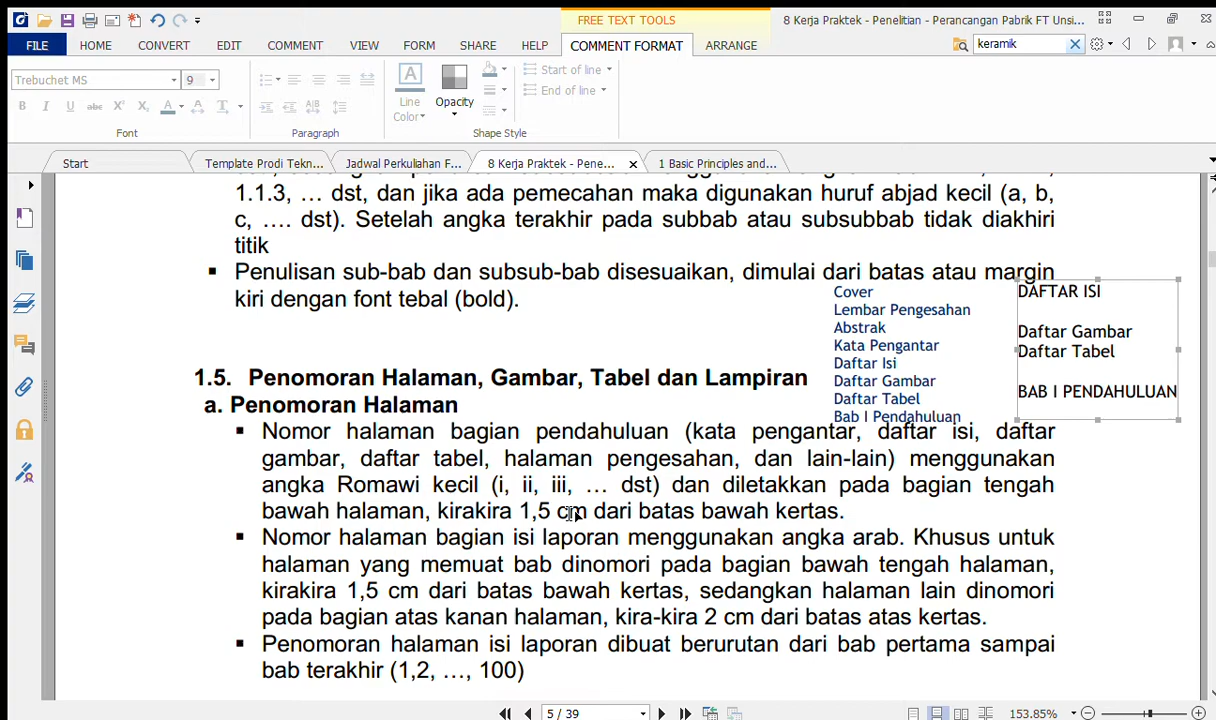 FREE TEXT TOOLS
8 Kerja Praktek - Penelitian - Perancangan Pabrik FT Unsi...
FILE HOME CONVERT EDIT COMMENT VIEW FORM SHARE HELP COMMENT FORMAT ARRANGE
keramik
Trebuchet MS 9
Start of line
End of line
Line Color
Opacity
B I U abc X² X₂ A A T
Font Paragraph Shape Style
Start Template Prodi Tekn... Jadwal Perkuliahan F... 8 Kerja Praktek - Pene... 1 Basic Principles and...
1.1.3, … dst, dan jika ada pemecahan maka digunakan huruf abjad kecil (a, b,
c, …. dst). Setelah angka terakhir pada subbab atau subsubbab tidak diakhiri
titik
▪ Penulisan sub-bab dan subsub-bab disesuaikan, dimulai dari batas atau margin
kiri dengan font tebal (bold).
Cover
Lembar Pengesahan
Abstrak
Kata Pengantar
Daftar Isi
Daftar Gambar
Daftar Tabel
Bab I Pendahuluan
DAFTAR ISI
Daftar Gambar
Daftar Tabel
BAB I PENDAHULUAN
1.5. Penomoran Halaman, Gambar, Tabel dan Lampiran
a. Penomoran Halaman
▪ Nomor halaman bagian pendahuluan (kata pengantar, daftar isi, daftar
gambar, daftar tabel, halaman pengesahan, dan lain-lain) menggunakan
angka Romawi kecil (i, ii, iii, … dst) dan diletakkan pada bagian tengah
bawah halaman, kirakira 1,5 cm dari batas bawah kertas.
▪ Nomor halaman bagian isi laporan menggunakan angka arab. Khusus untuk
halaman yang memuat bab dinomori pada bagian bawah tengah halaman,
kirakira 1,5 cm dari batas bawah kertas, sedangkan halaman lain dinomori
pada bagian atas kanan halaman, kira-kira 2 cm dari batas atas kertas.
▪ Penomoran halaman isi laporan dibuat berurutan dari bab pertama sampai
bab terakhir (1,2, …, 100)
5 / 39
153.85%